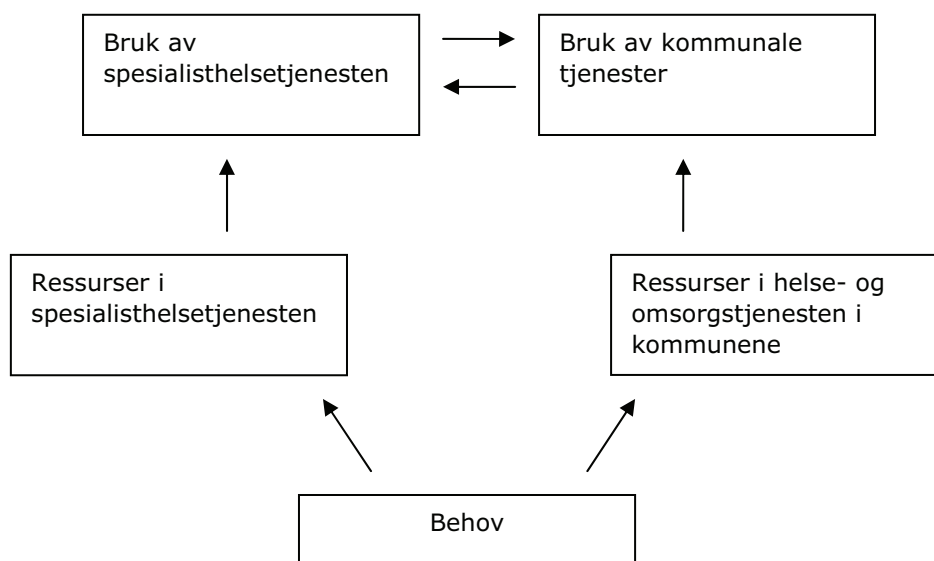 Bruk av
spesialisthelsetjenesten
Bruk av kommunale
tjenester
Ressurser i
spesialisthelsetjenesten
Ressurser i helse- og
omsorgstjenesten i
kommunene
Behov